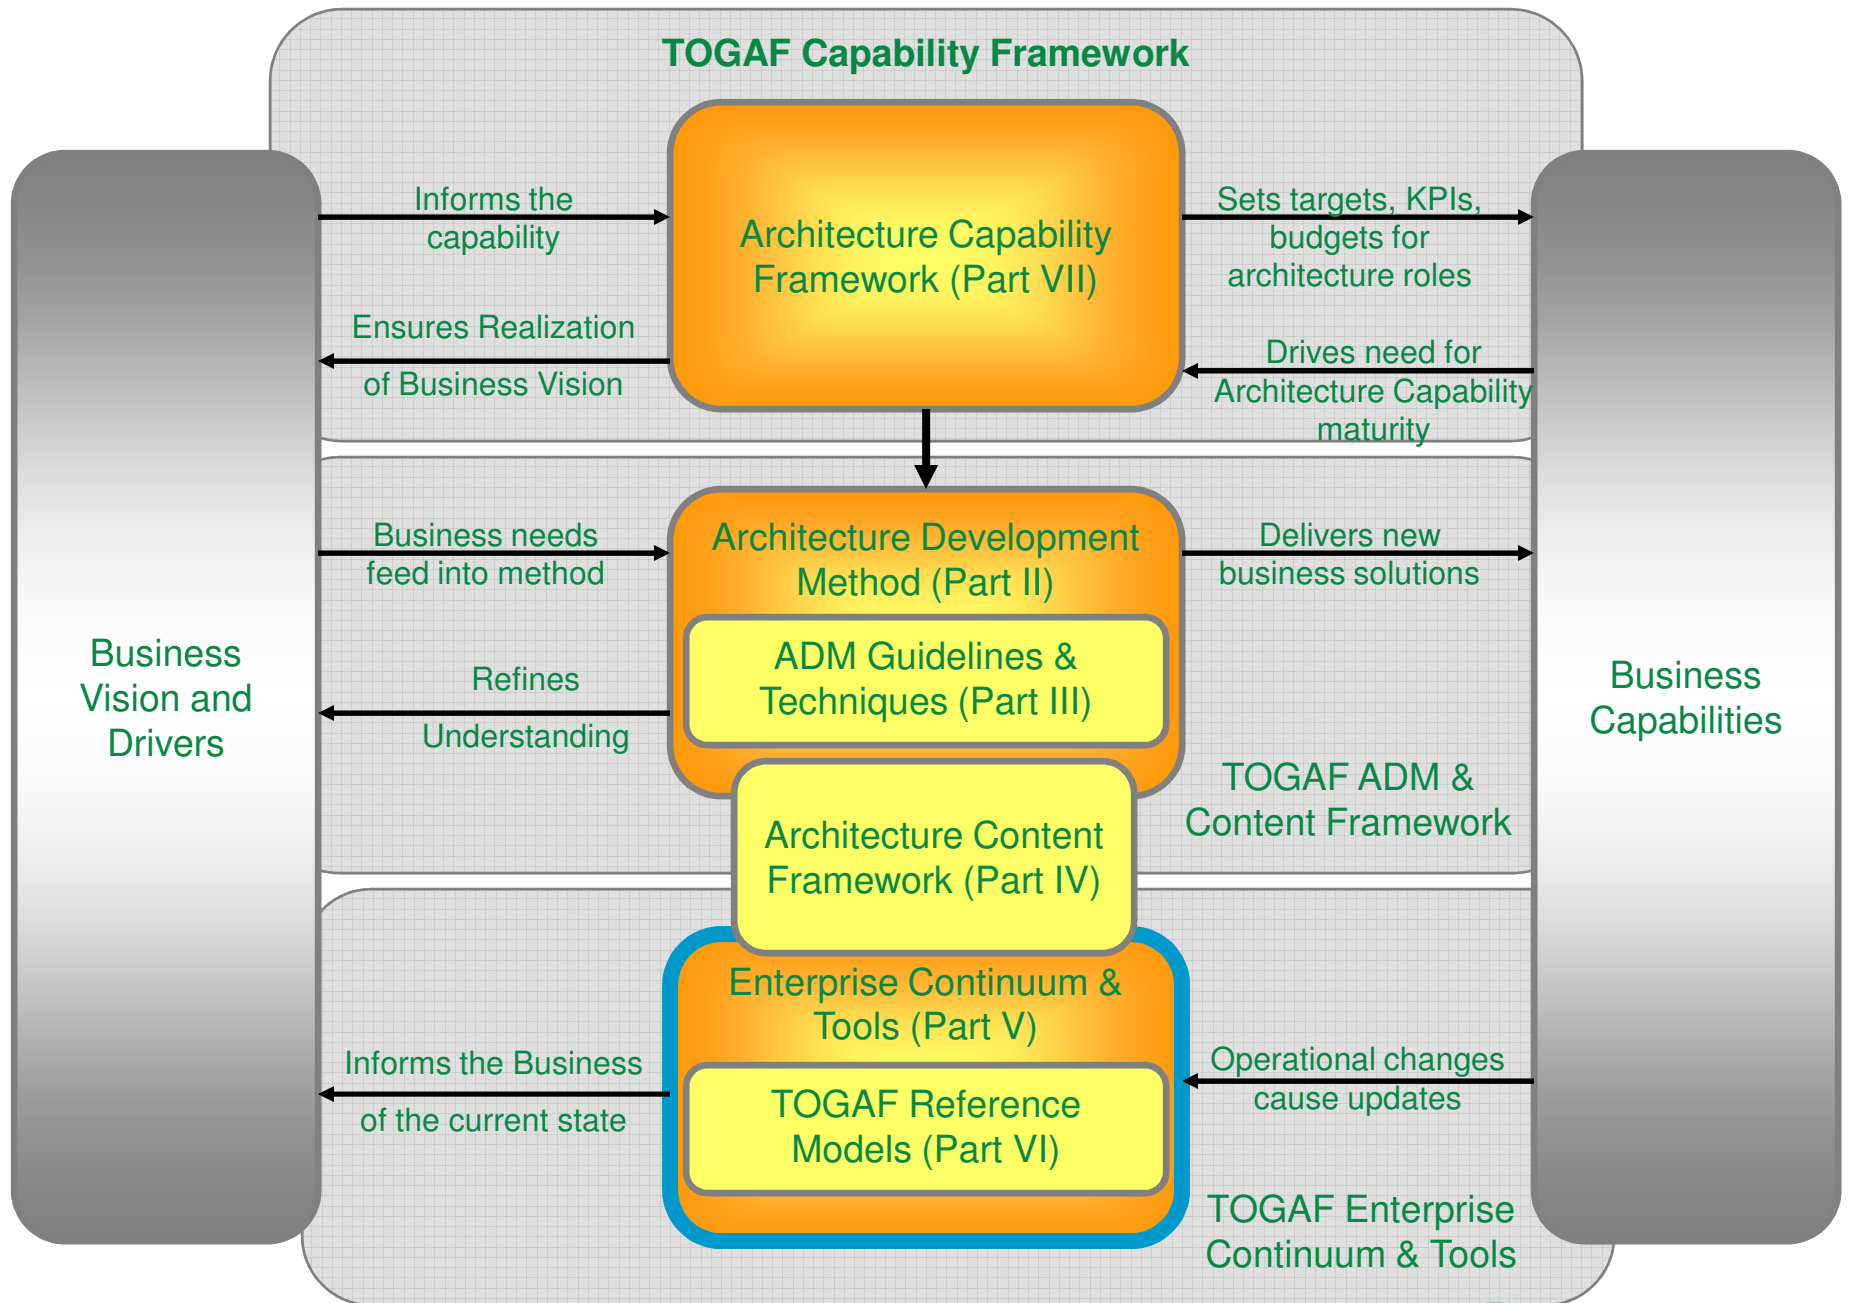 TOGAF Capability Framework
Informs the
capability
Ensures Realization
of Business Vision
Architecture Capability
Framework (Part VII)
Sets targets, KPIs,
budgets for
architecture roles
Drives need for
Architecture Capability
maturity
Business
Vision and
Drivers
Business needs
feed into method
Refines
Understanding
Architecture Development
Method (Part II)
ADM Guidelines &
Techniques (Part III)
Delivers new
business solutions
TOGAF ADM &
Content Framework
Business
Capabilities
Architecture Content
Framework (Part IV)
Enterprise Continuum &
Tools (Part V)
TOGAF Reference
Models (Part VI)
Informs the Business
of the current state
Operational changes
cause updates
TOGAF Enterprise
Continuum & Tools